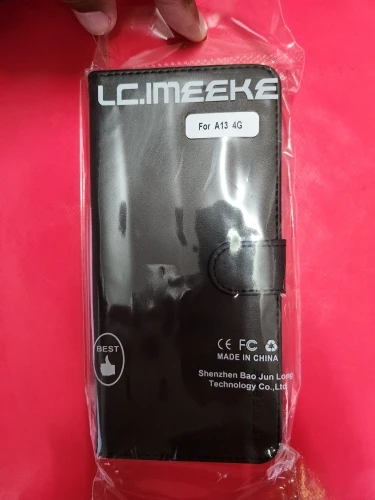 LC.IMEEKE
For A13 4G
BEST
CE FC
MADE IN CHINA
Shenzhen Bao Jun Long
Technology Co.,Ltd